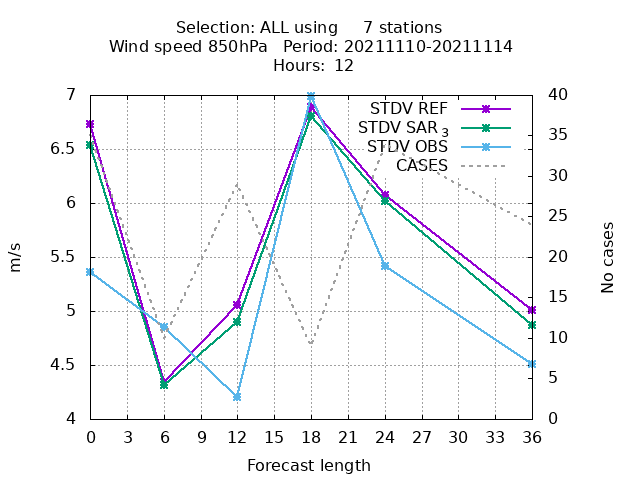 Selection: ALL using     7 stations
Wind speed 850hPa   Period: 20211110-20211114
Hours: 12
7
6.5
6
5.5
5
4.5
4
40
35
30
25
20
15
10
5
0
STDV REF
STDV SAR 3
STDV OBS
CASES
m/s
No cases
0 3 6 9 12 15 18 21 24 27 30 33 36
Forecast length